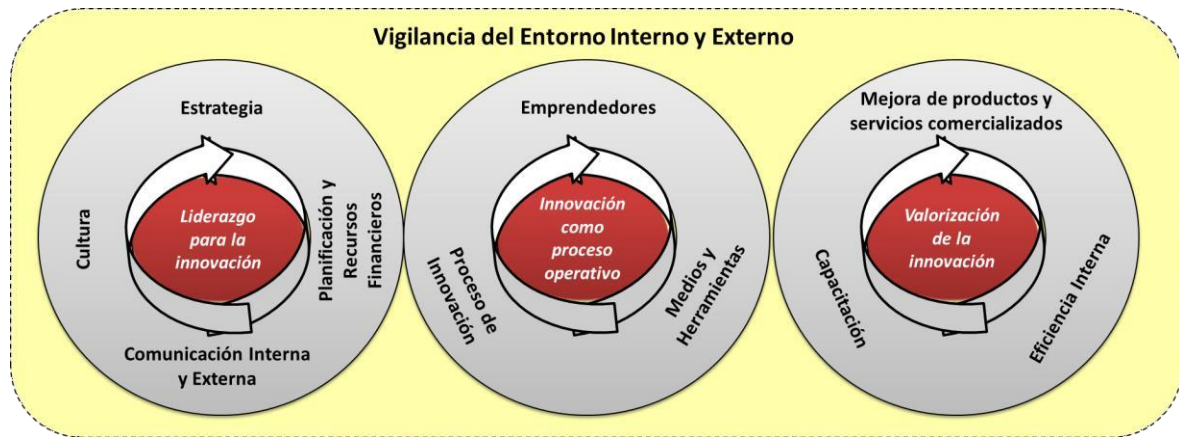 Vigilancia del Entorno Interno y Externo
Estrategia
Cultura
Liderazgo
para la
innovación
Planificación y
Recursos
Financieros
Comunicación Interna
y Externa
Emprendedores
Proceso de
Innovación
Innovación
como
proceso
operativo
Medios y
Herramientas
Mejora de productos y
servicios comercializados
Capacitación
Valorización
de la
innovación
Eficiencia Interna